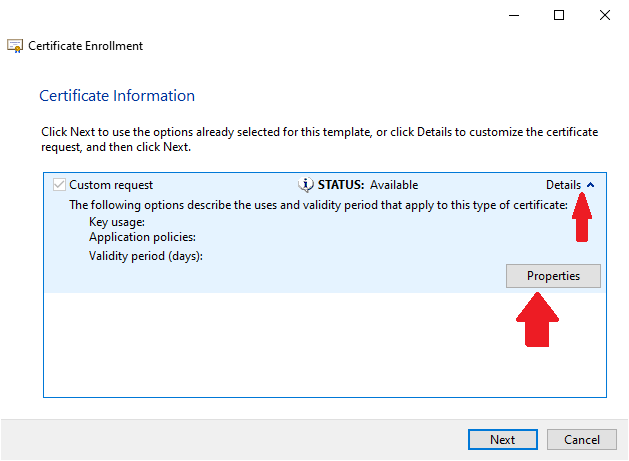 Certificate Enrollment
Certificate Information
Click Next to use the options already selected for this template, or click Details to customize the certificate
request, and then click Next.
Custom request STATUS: Available Details
The following options describe the uses and validity period that apply to this type of certificate:
Key usage:
Application policies:
Validity period (days):
Properties
Next Cancel